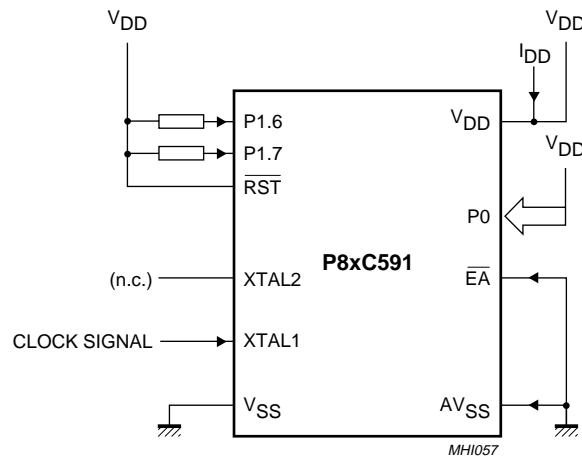 VDD
VDD
IDD
P1.6
VDD
P1.7
RST
VDD
P0
P8xC591
(n.c.)
XTAL2
EA
CLOCK SIGNAL
XTAL1
VSS
AVSS
MHI057